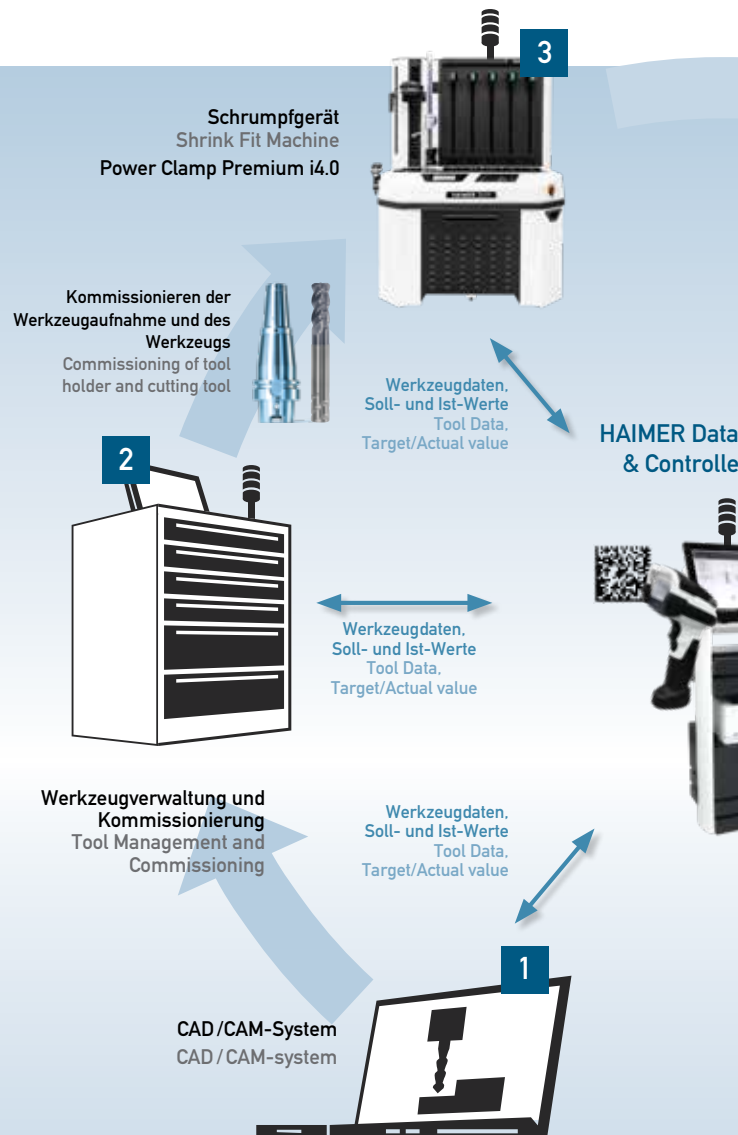 3
Schrumpfgerät
Shrink Fit Machine
Power Clamp Premium i4.0
Kommissionieren der
Werkzeugaufnahme und des
Werkzeugs
Commissioning of tool
holder and cutting tool
Werkzeugdaten,
Soll- und Ist-Werte
Tool Data,
Target/Actual value
HAIMER Data
& Controlle
2
Werkzeugdaten,
Soll- und Ist-Werte
Tool Data,
Target/Actual value
Werkzeugverwaltung und
Kommissionierung
Tool Management and
Commissioning
Werkzeugdaten,
Soll- und Ist-Werte
Tool Data,
Target/Actual value
1
CAD/CAM-System
CAD/CAM-system